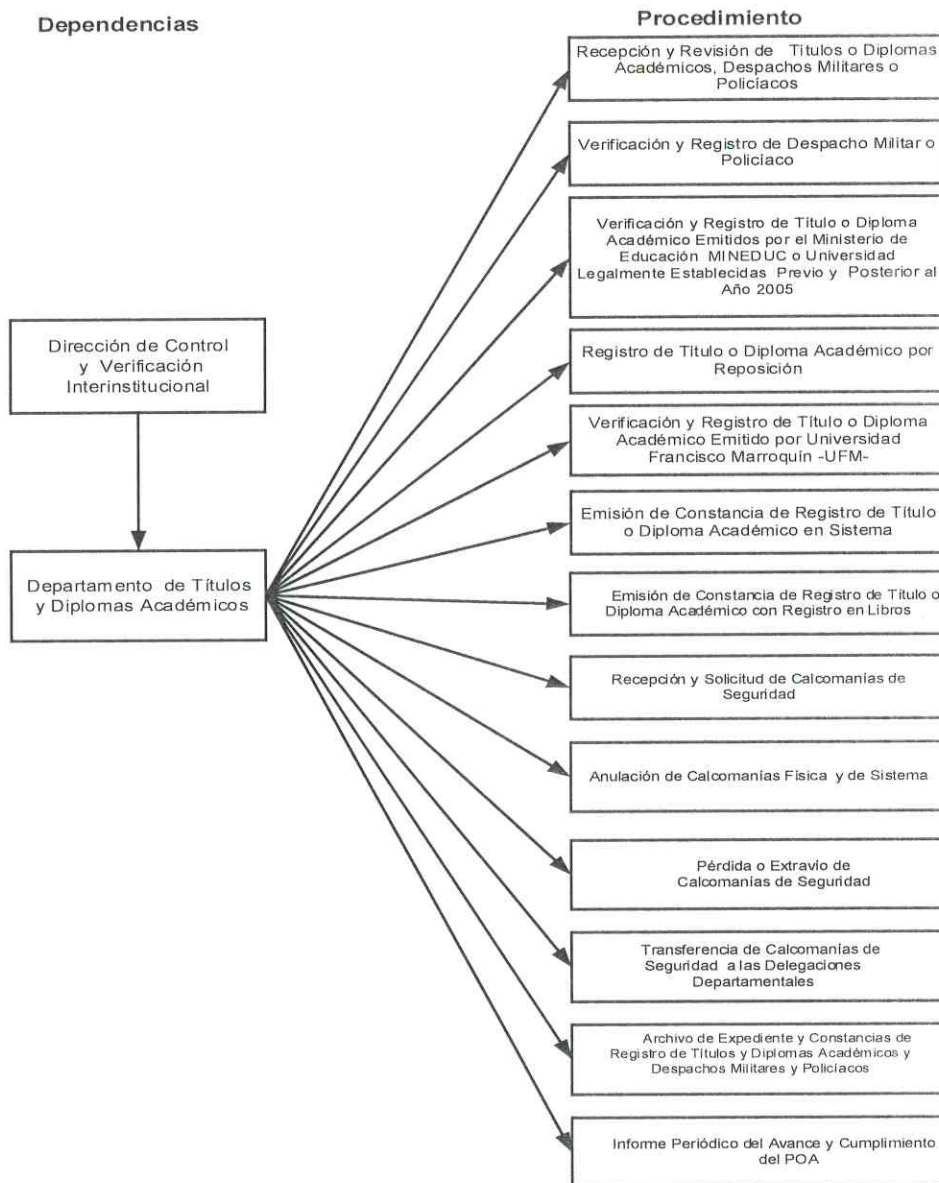 Dependencias
Procedimiento
Recepción y Revisión de Titulos o Diplomas
Académicos, Despachos Militares o
Policíacos
Verificación y Registro de Despacho Militar o
Policíaco
Verificación y Registro de Título o Diploma
Académico Emitidos por el Ministerio de
Educación MINEDUC o Universidad
Legalmente Establecidas Previo y Posterior al
Año 2005
Dirección de Control
y Verificación
Interinstitucional
Registro de Título o Diploma Académico por
Reposición
Verificación y Registro de Título o Diploma
Académico Emitido por Universidad
Francisco Marroquín -UFM-
Emisión de Constancia de Registro de Título
o Diploma Académico en Sistema
Departamento de Títulos
y Diplomas Académicos
Emisión de Constancia de Registro de Título o
Diploma Académico con Registro en Libros
Recepción y Solicitud de Calcomanías de
Seguridad
Anulación de Calcomanías Física y de Sistema
Pérdida o Extravío de
Calcomanías de Seguridad
Transferencia de Calcomanías de
Seguridad a las Delegaciones
Departamentales
Archivo de Expediente y Constancias de
Registro de Títulos y Diplomas Académicos y
Despachos Militares y Policíacos
Informe Periódico del Avance y Cumplimiento
del POA